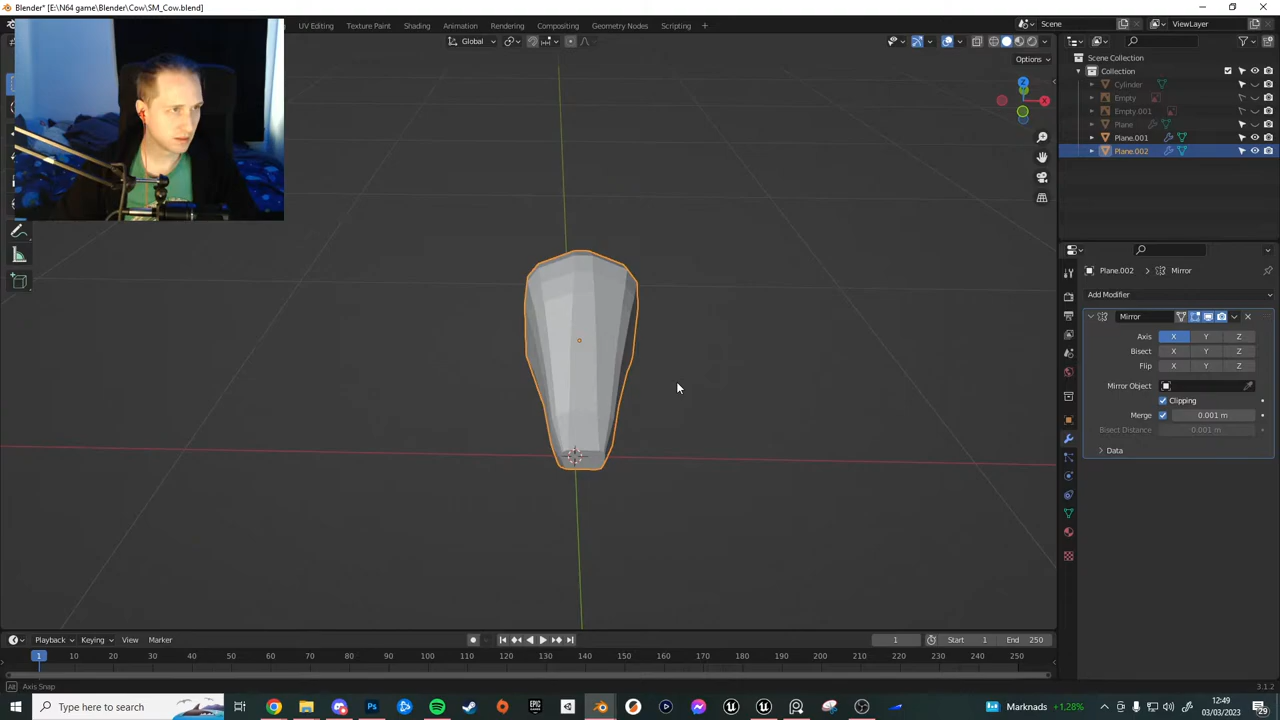 Blender* [E:\N64 game\Blender\Cow\SM_Cow.blend]
UV Editing
Texture Paint
Shading
Animation
Rendering
Compositing
Geometry Nodes
Scripting
Scene
ViewLayer
Global
Options
Z
X
Scene Collection
Collection
Cylinder
Empty
Empty.001
Plane
Plane.001
Plane.002
Plane.002 > Mirror
Add Modifier
Mirror
Axis X Y Z
Bisect X Y Z
Flip X Y Z
Mirror Object
Clipping
Merge 0.001 m
Bisect Distance 0.001 m
Data
Playback Keying View Marker
1 Start 1 End 250
1 10 20 30 40 50 60 70 80 90 100 110 120 130 140 150 160 170 180 190 200 210 220 230 240 250
Axis Snap
3.1.2
Type here to search
Marknads +1,28%
12:49
03/03/2023